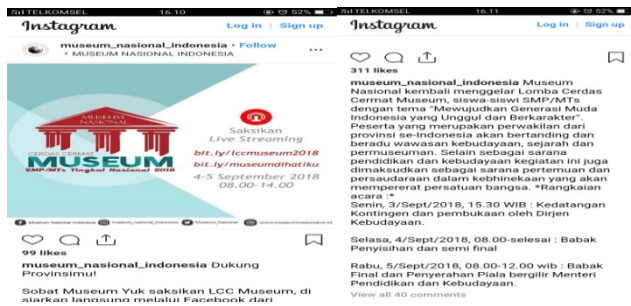 TELKOMSEL 16.10 52%
Instagram Log in | Sign up
museum_nasional_indonesia • Follow
• MUSEUM NASIONAL INDONESIA
MUSEUM
NASIONAL
CERDAS CERMAT
MUSEUM
SMP/MTs Tingkat Nasional 2018
Saksikan
Live Streaming
bit.ly/lccmuseum2018
bit.ly/museumdihatiku
4-5 September 2018
08.00-14.00
Museum Nasional Indonesia museum_nasional_indonesia Museum_Nasional www.museumnasional.or.id
99 likes
museum_nasional_indonesia Dukung
Provinsimu!
Sobat Museum Yuk saksikan LCC Museum, di
siarkan langsung melalui Facebook dari
TELKOMSEL 16.11 52%
Instagram Log in | Sign up
311 likes
museum_nasional_indonesia Museum
Nasional kembali menggelar Lomba Cerdas
Cermat Museum, siswa-siswi SMP/MTs
dengan tema "Mewujudkan Generasi Muda
Indonesia yang Unggul dan Berkarakter".
Peserta yang merupakan perwakilan dari
provinsi se-Indonesia akan bertanding dan
beradu wawasan kebudayaan, sejarah dan
permuseuman. Selain sebagai sarana
pendidikan dan kebudayaan kegiatan ini juga
dimaksudkan sebagai sarana pertemuan dan
persaudaraan dalam kebhinekaan yang akan
mempererat persatuan bangsa. *Rangkaian
acara :*
Senin, 3/Sept/2018, 15.30 WIB : Kedatangan
Kontingen dan pembukaan oleh Dirjen
Kebudayaan.
Selasa, 4/Sept/2018, 08.00-selesai : Babak
Penyisihan dan semi final
Rabu, 5/Sept/2018, 08.00-12.00 wib : Babak
Final dan Penyerahan Piala bergilir Menteri
Pendidikan dan Kebudayaan.
View all 40 comments